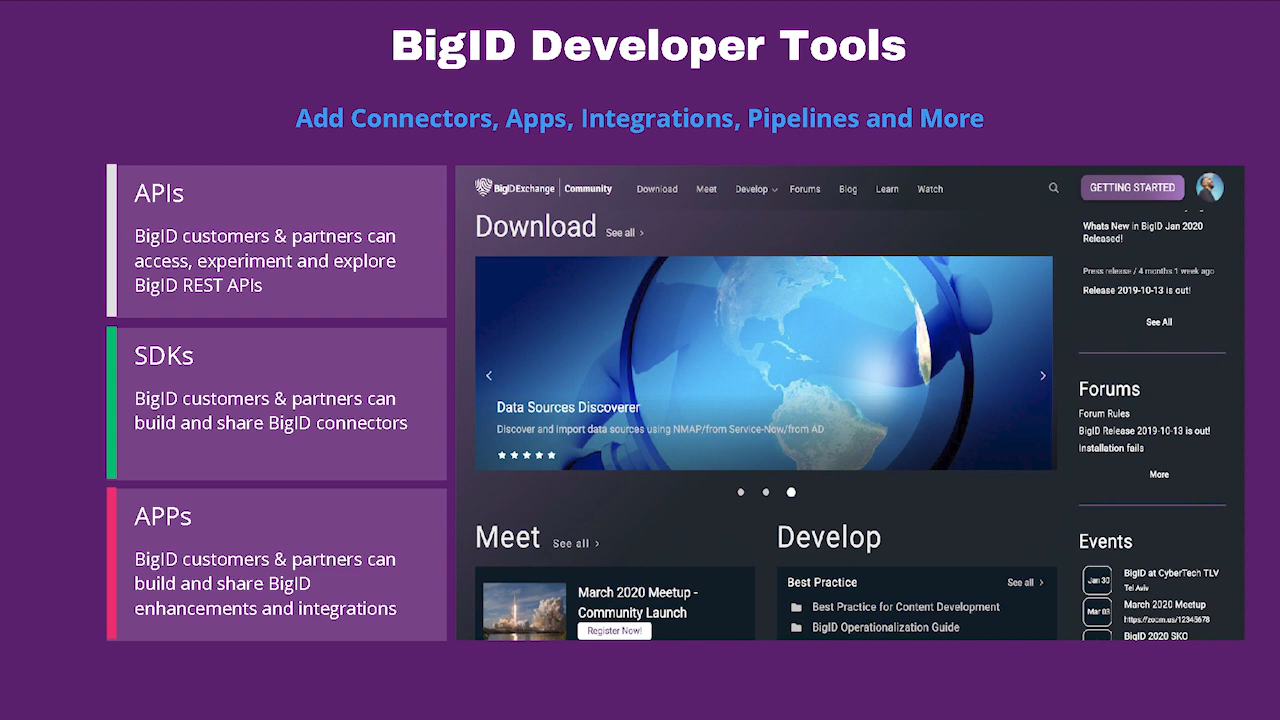 BigID Developer Tools
Add Connectors, Apps, Integrations, Pipelines and More
APIs
BigID customers & partners can
access, experiment and explore
BigID REST APIs
SDKs
BigID customers & partners can
build and share BigID connectors
APPs
BigID customers & partners can
build and share BigID
enhancements and integrations
BigIDExchange | Community Download Meet Develop Forums Blog Learn Watch GETTING STARTED
Download See all >
Data Sources Discoverer
Discover and Import data sources using NMAP/from Service-Now/from AD
Meet See all >
March 2020 Meetup -
Community Launch
Register Now!
Develop
Best Practice See all >
Best Practice for Content Development
BigID Operationalization Guide
Whats New in BigID Jan 2020
Released!
Press release / 4 months 1 week ago
Release 2019-10-13 is out!
See All
Forums
Forum Rules
BigID Release 2019-10-13 is out!
Installation fails
More
Events
Jan 30
BigID at CyberTech TLV
Tel Aviv
Mar 03
March 2020 Meetup
https://zoom.us/12345678
BigID 2020 SKO